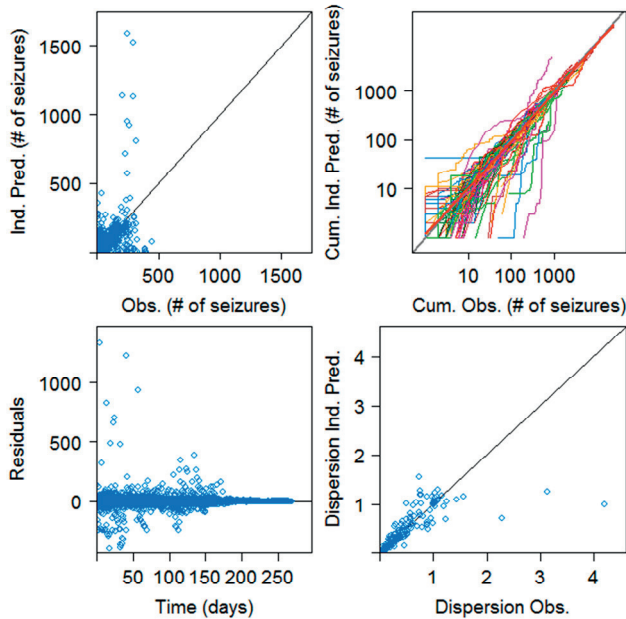 Ind. Pred. (# of seizures)
1500
1000
500
500 1000 1500
Obs. (# of seizures)
Cum. Ind. Pred. (# of seizures)
1000
100
10
10 100 1000
Cum. Obs. (# of seizures)
Residuals
1000
500
0
50 100 150 200 250
Time (days)
Dispersion Ind. Pred.
4
3
2
1
0
0 1 2 3 4
Dispersion Obs.